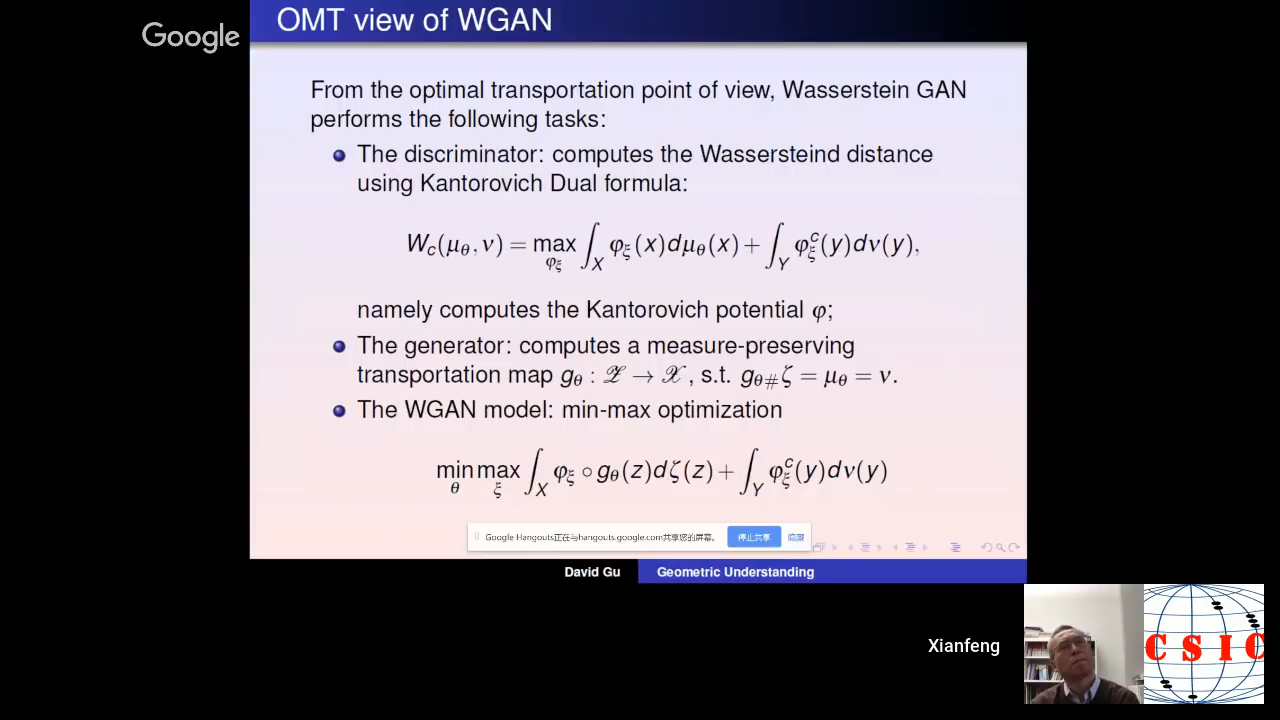 Google
OMT view of WGAN
From the optimal transportation point of view, Wasserstein GAN
performs the following tasks:
The discriminator: computes the Wassersteind distance
using Kantorovich Dual formula:
W_c(μ_θ, ν) = max_{φ_ξ} ∫_X φ_ξ(x)dμ_θ(x) + ∫_Y φ_ξ^c(y)dν(y),
namely computes the Kantorovich potential φ;
The generator: computes a measure-preserving
transportation map g_θ : 𝒵 → 𝒳, s.t. g_{θ#}ζ = μ_θ = ν.
The WGAN model: min-max optimization
min_θ max_ξ ∫_X φ_ξ ∘ g_θ(z)dζ(z) + ∫_Y φ_ξ^c(y)dν(y)
Google Hangouts正在与hangouts.google.com共享您的屏幕。 停止共享 隐藏
David Gu Geometric Understanding
Xianfeng
CSIC